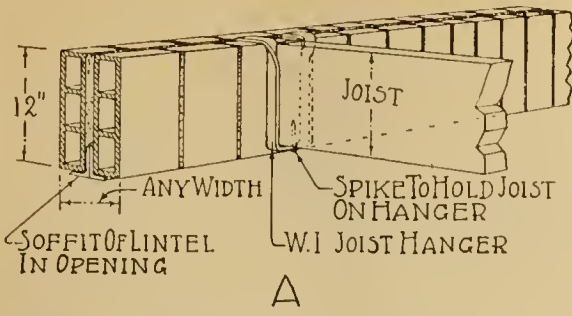 12"
JOIST
ANY WIDTH
SPIKE TO HOLD JOIST
ON HANGER
SOFFIT OF LINTEL
IN OPENING
W.I JOIST HANGER
A